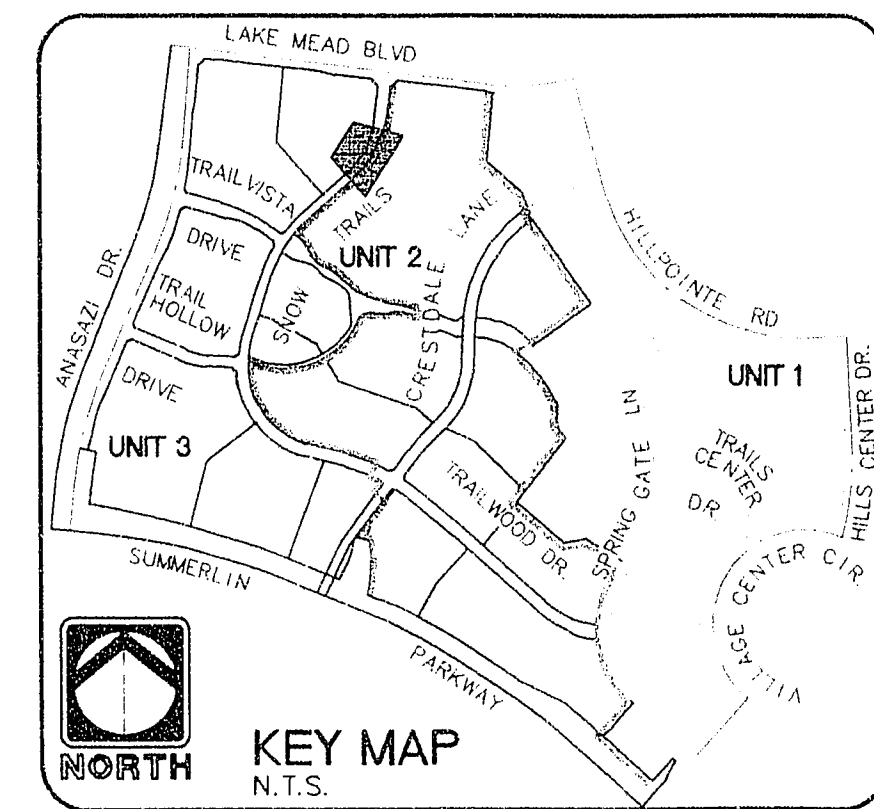 LAKE MEAD BLVD
TRAIL VISTA
DRIVE
TRAILS
LANE
UNIT 2
CRESTDALE
SNOW
TRAIL
HOLLOW
DRIVE
ANASAZI DR.
UNIT 3
HILLPOINTE RD
UNIT 1
HILLS CENTER DR.
TRAILS
CENTER
DR.
SPRING GATE LN
TRAILWOOD DR.
VILLAGE CENTER CIR.
SUMMERLIN
PARKWAY
NORTH
KEY MAP
N.T.S.